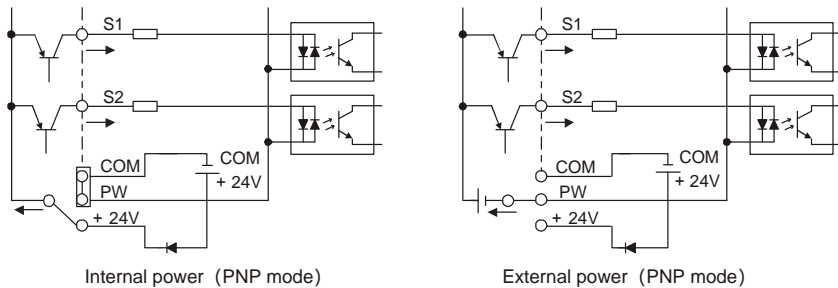 S1
S2
COM
COM
+ 24V
PW
+ 24V
Internal power (PNP mode)
S1
S2
COM
COM
+ 24V
PW
+ 24V
External power (PNP mode)